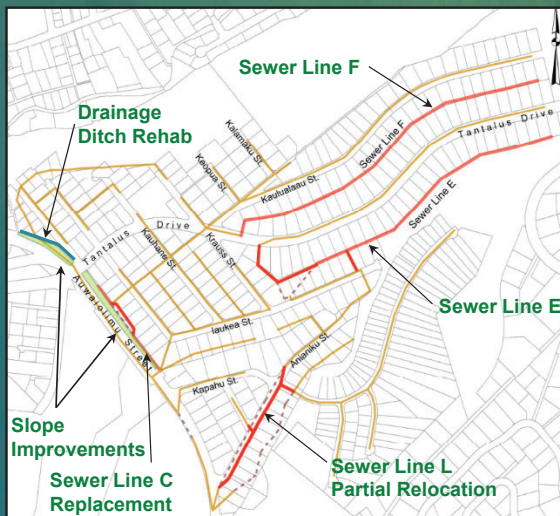 Sewer Line F
Drainage
Ditch Rehab
Kalamaku St.
Kaopua St.
Kaulualaau St.
Sewer Line F
Tantalus Drive
Sewer Line E
Tantalus Drive
Kauhane St.
Krauss St.
Auwaiolimu Street
Iaukea St.
Sewer Line E
Anianiku St.
Kapahu St.
Slope
Improvements
Sewer Line C
Replacement
Sewer Line L
Partial Relocation